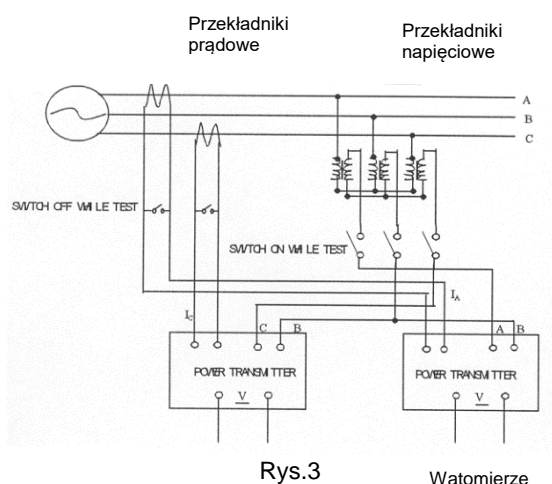 Przekładniki
prądowe
Przekładniki
napięciowe
A
B
C
SWITCH OFF WHILE TEST
SWITCH ON WHILE TEST
IC
IA
C B
A B
POWER TRANSMITTER
V
POWER TRANSMITTER
V
Rys.3
Watomierze